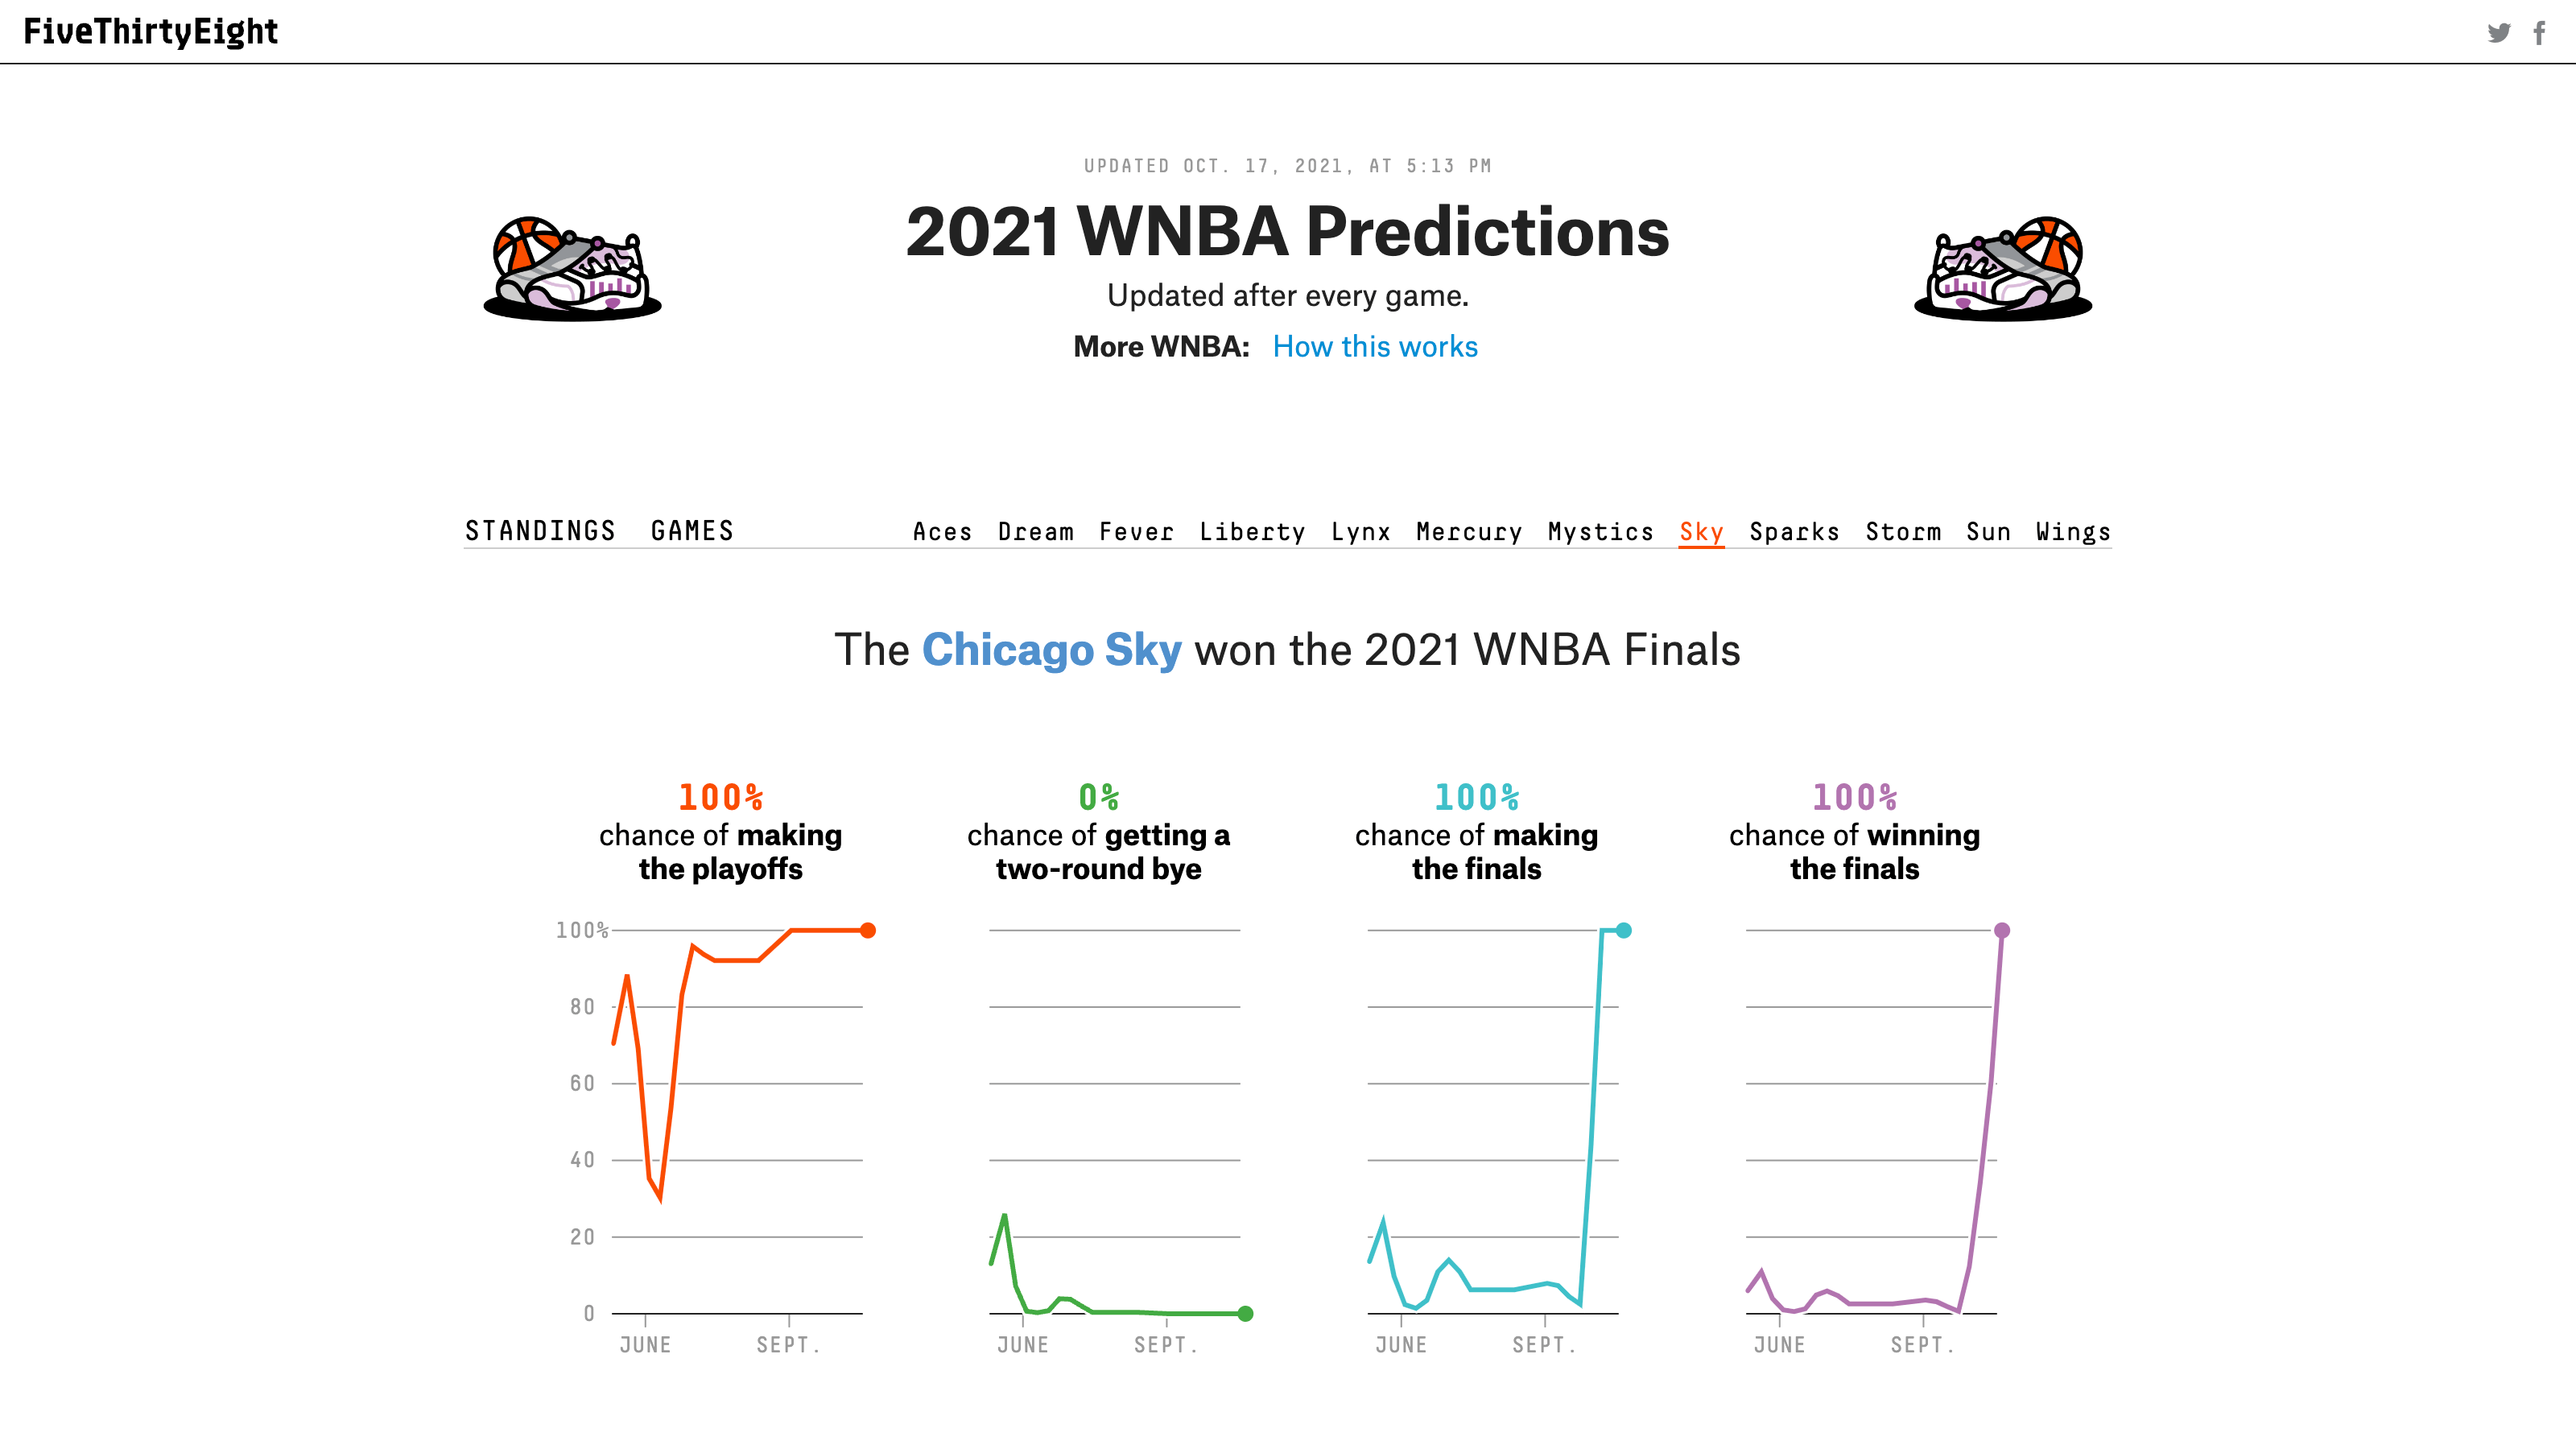 FiveThirtyEight
UPDATED OCT. 17, 2021, AT 5:13 PM
2021 WNBA Predictions
Updated after every game.
More WNBA: How this works
STANDINGS GAMES Aces Dream Fever Liberty Lynx Mercury Mystics Sky Sparks Storm Sun Wings
The Chicago Sky won the 2021 WNBA Finals
100%
chance of making
the playoffs
100%
80
60
40
20
0
JUNE SEPT.
0%
chance of getting a
two-round bye
JUNE SEPT.
100%
chance of making
the finals
JUNE SEPT.
100%
chance of winning
the finals
JUNE SEPT.